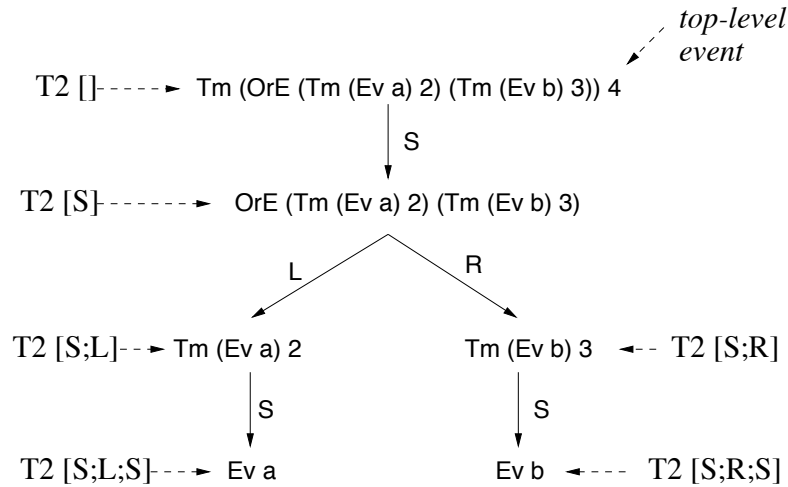 top-level
event
T2 [] Tm (OrE (Tm (Ev a) 2) (Tm (Ev b) 3)) 4
S
T2 [S] OrE (Tm (Ev a) 2) (Tm (Ev b) 3)
L R
T2 [S;L] Tm (Ev a) 2 Tm (Ev b) 3 T2 [S;R]
S S
T2 [S;L;S] Ev a Ev b T2 [S;R;S]